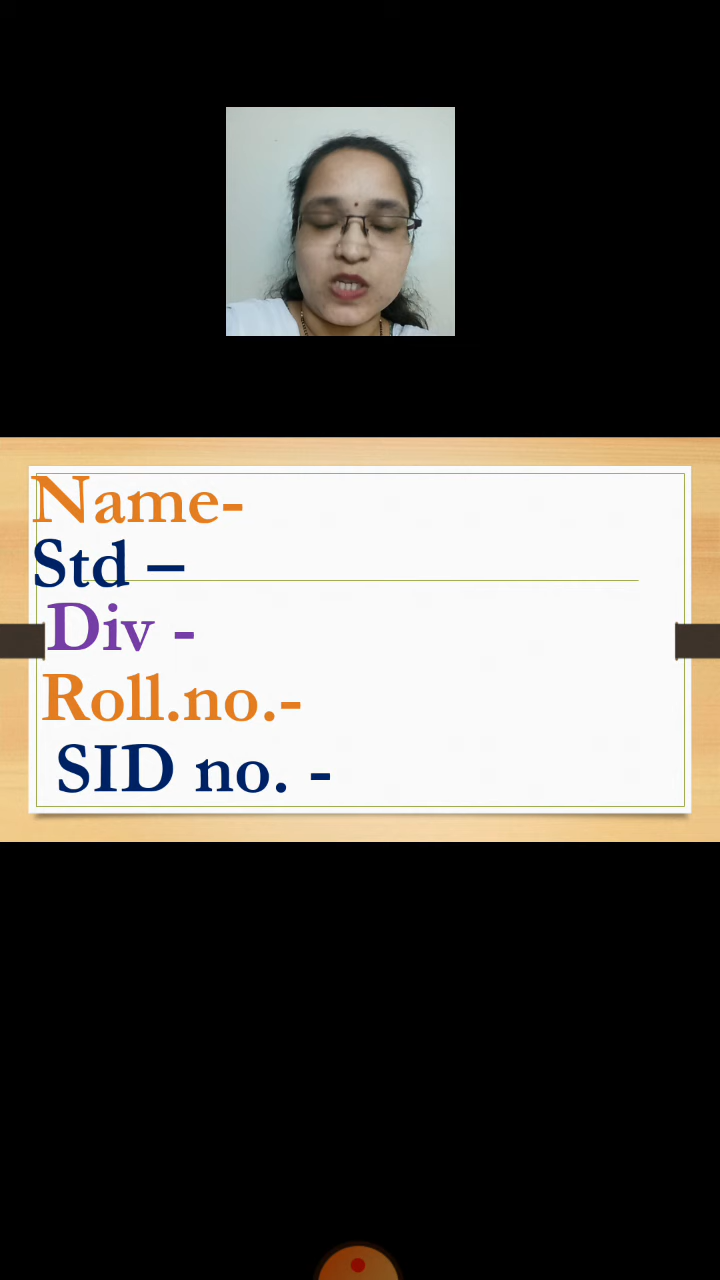 Name-
Std –
Div -
Roll.no.-
SID no. -